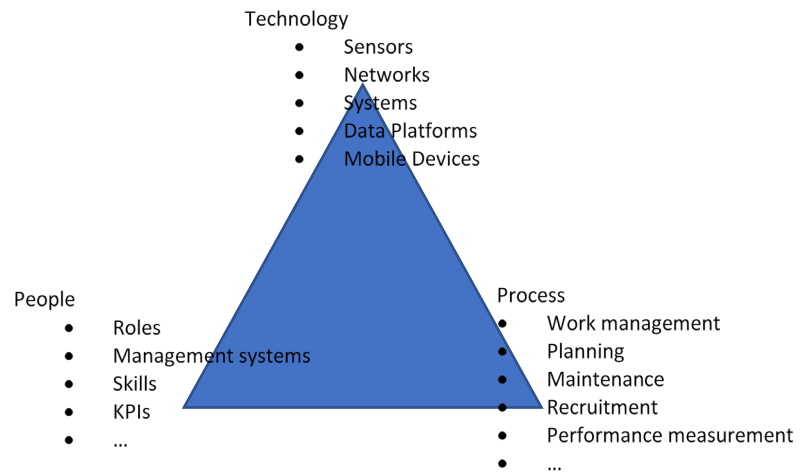 Technology
• Sensors
• Networks
• Systems
• Data Platforms
• Mobile Devices
People
• Roles
• Management systems
• Skills
• KPIs
• ...
Process
• Work management
• Planning
• Maintenance
• Recruitment
• Performance measurement
• ...